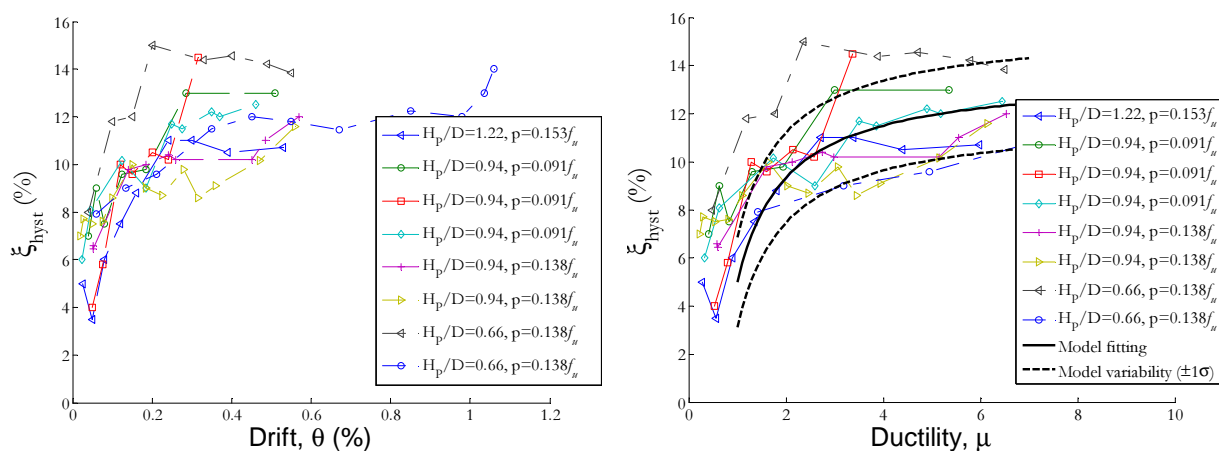 16
14
12
10
8
6
4
2
0
ξhyst (%)
0
0.2
0.4
0.6
0.8
1
1.2
Drift, θ (%)
Hp/D=1.22, p=0.153fu
Hp/D=0.94, p=0.091fu
Hp/D=0.94, p=0.091fu
Hp/D=0.94, p=0.091fu
Hp/D=0.94, p=0.138fu
Hp/D=0.94, p=0.138fu
Hp/D=0.66, p=0.138fu
Hp/D=0.66, p=0.138fu
16
14
12
10
8
6
4
2
0
ξhyst (%)
0
2
4
6
8
10
Ductility, μ
Hp/D=1.22, p=0.153fu
Hp/D=0.94, p=0.091fu
Hp/D=0.94, p=0.091fu
Hp/D=0.94, p=0.091fu
Hp/D=0.94, p=0.138fu
Hp/D=0.94, p=0.138fu
Hp/D=0.66, p=0.138fu
Hp/D=0.66, p=0.138fu
Model fitting
Model variability (±1σ)